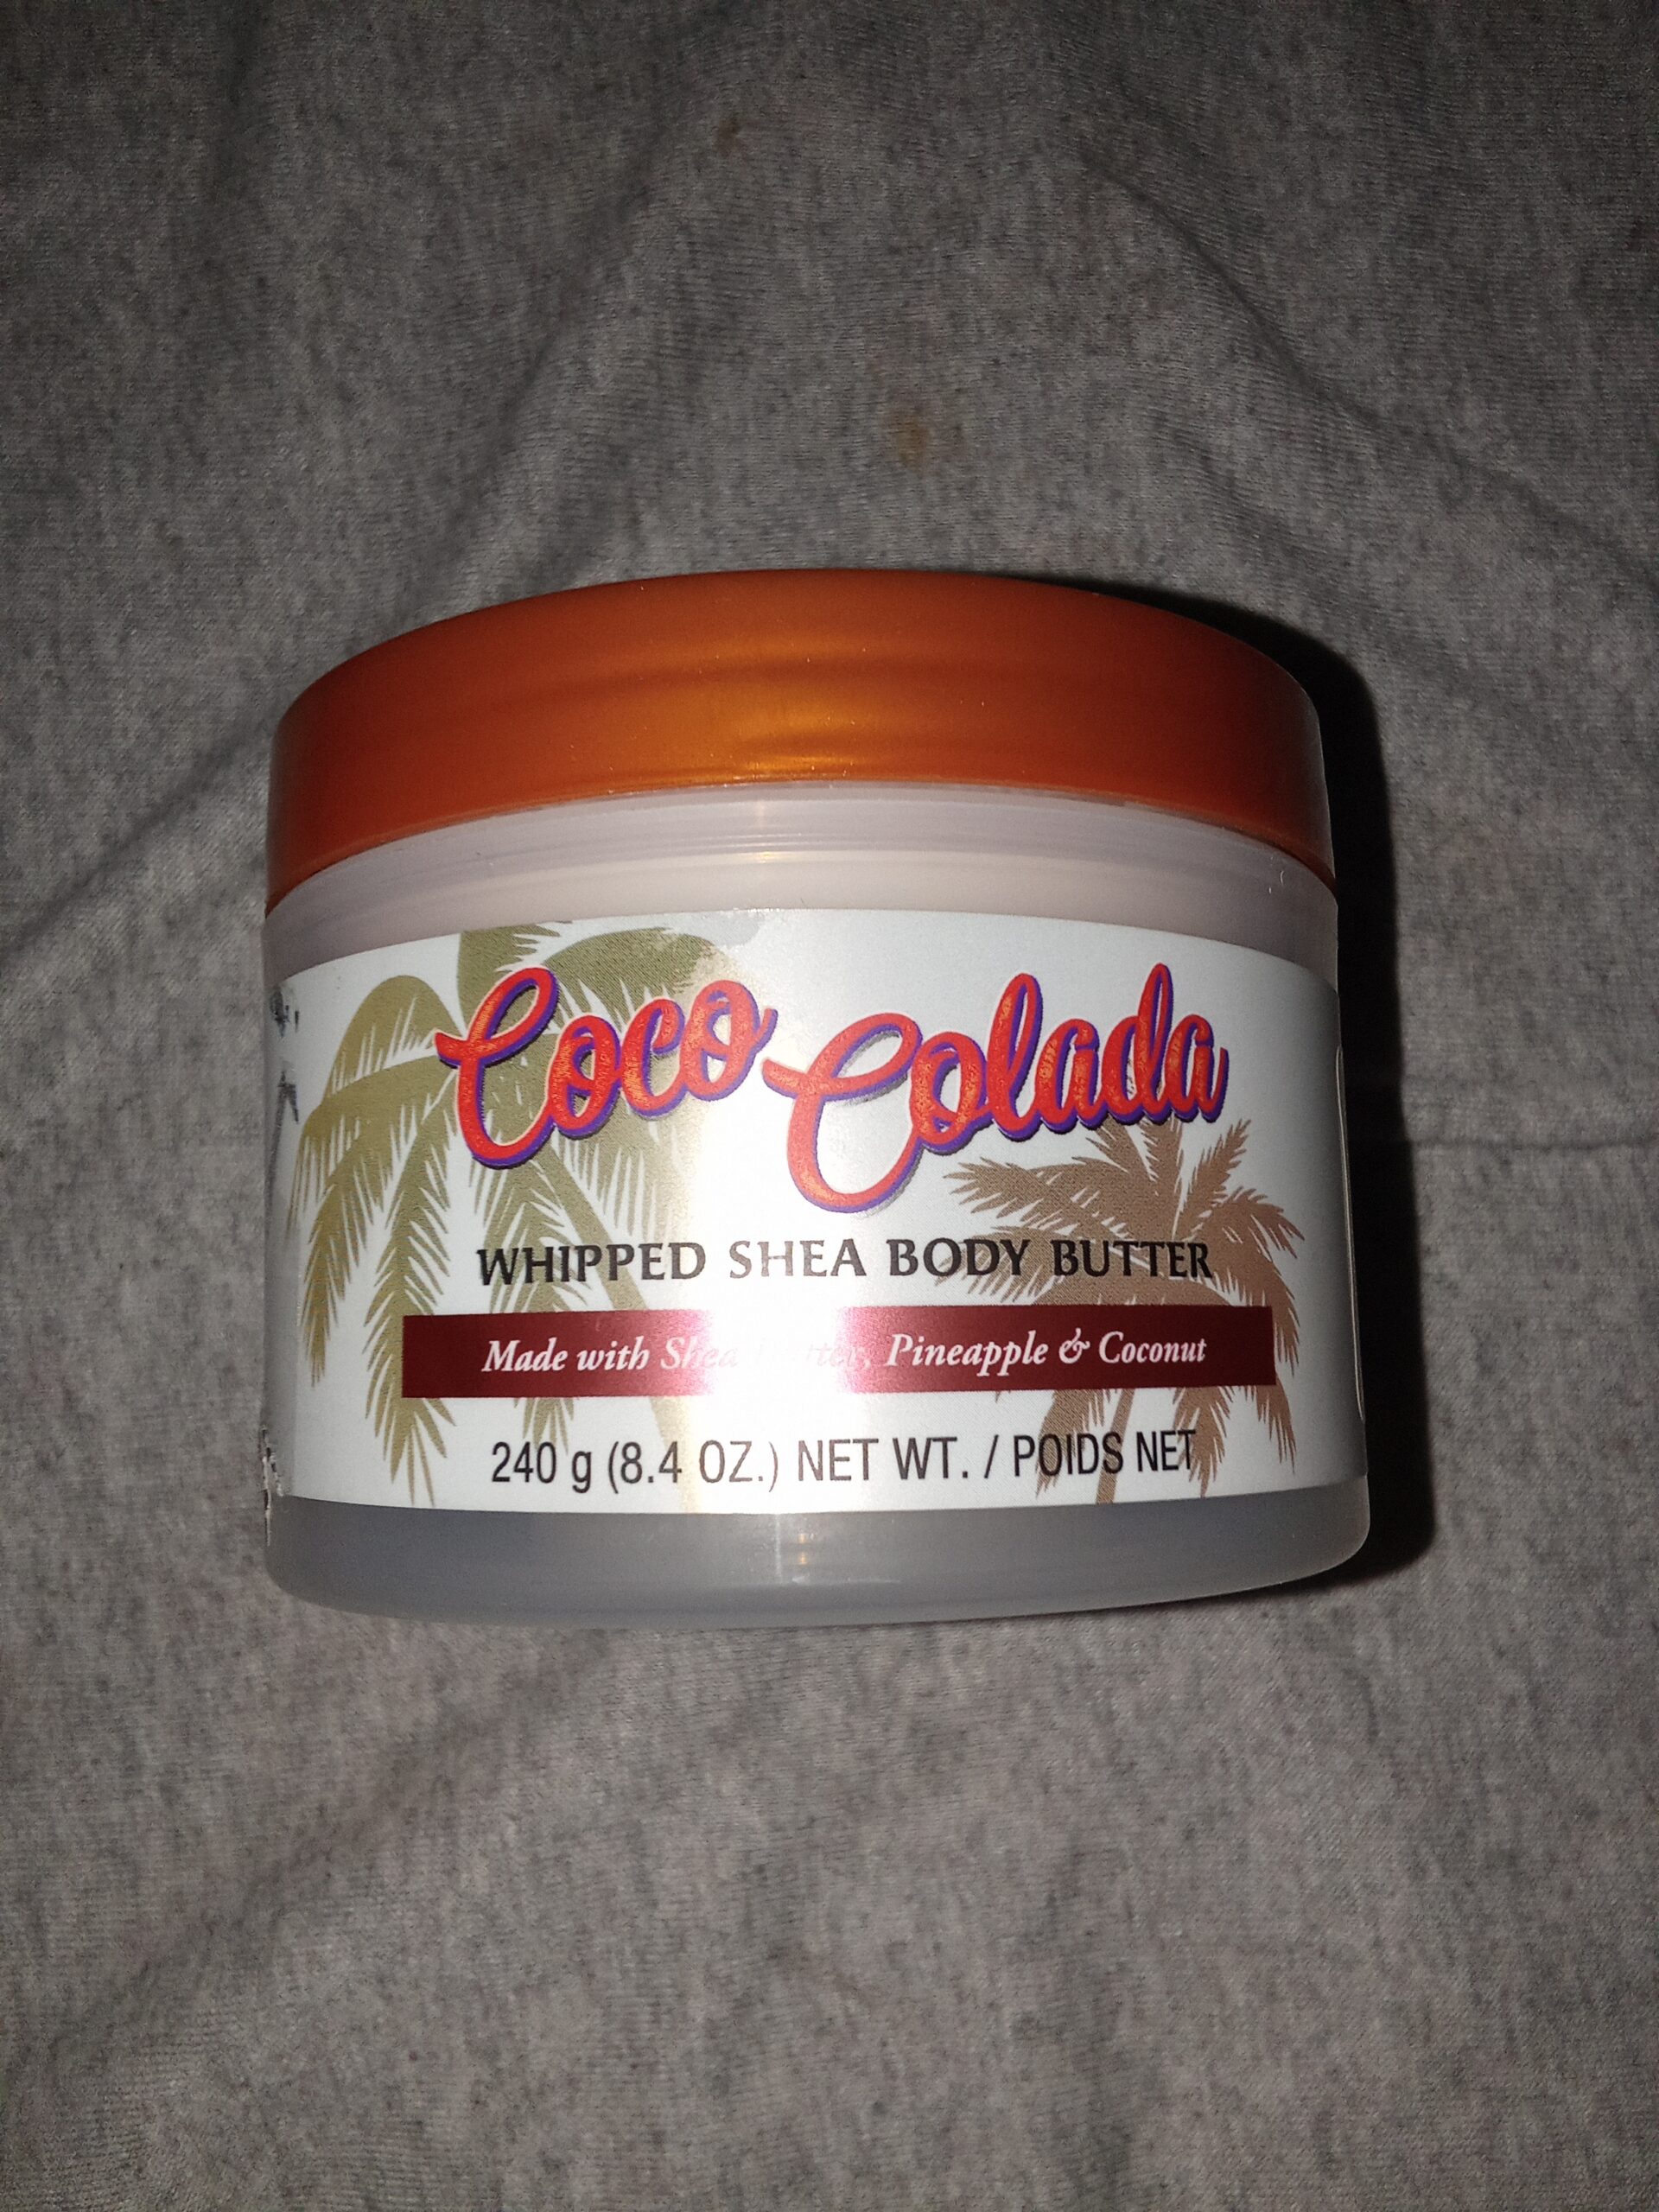 Coco Colada
WHIPPED SHEA BODY BUTTER
Made with Shea Butter, Pineapple & Coconut
240 g (8.4 OZ.) NET WT. / POIDS NET